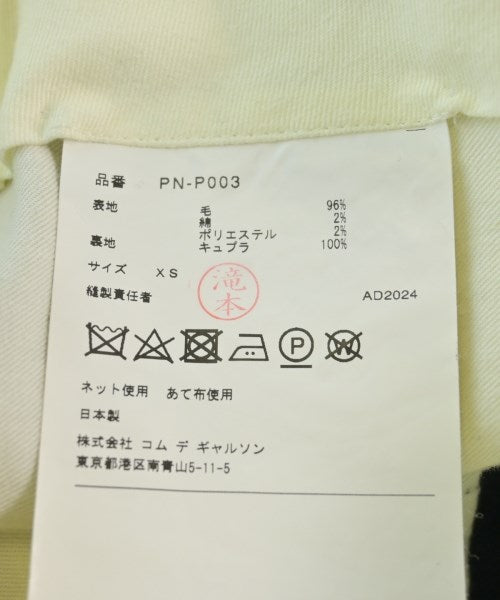 品番 PN-P003
表地 毛 96%
綿 2%
ポリエステル 2%
裏地 キュプラ 100%
サイズ XS
縫製責任者 滝本 AD2024
P W
ネット使用 あて布使用
日本製
株式会社 コム デ ギャルソン
東京都港区南青山5-11-5